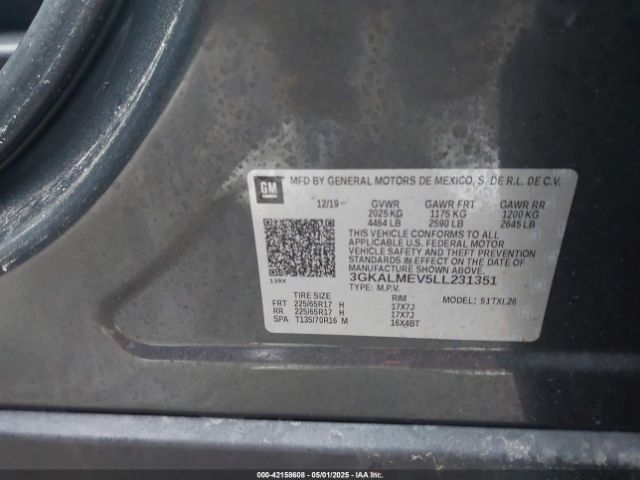 GM
MFD BY GENERAL MOTORS DE MEXICO, S. DE R.L. DE C.V.
12/19 GVWR GAWR FRT GAWR RR
2025 KG 1175 KG 1200 KG
4464 LB 2590 LB 2645 LB
THIS VEHICLE CONFORMS TO ALL
APPLICABLE U.S. FEDERAL MOTOR
VEHICLE SAFETY AND THEFT PREVENTION
STANDARDS IN EFFECT ON THE DATE OF
MANUFACTURE SHOWN ABOVE.
139X 3GKALMEV5LL231351
TYPE: M.P.V. MODEL: 51TXL26
TIRE SIZE RIM
FRT 225/65R17 H 17X7J
RR 225/65R17 H 17X7J
SPA T135/70R16 M 16X4BT
000-42158608 - 05/01/2025 - IAAI.COM